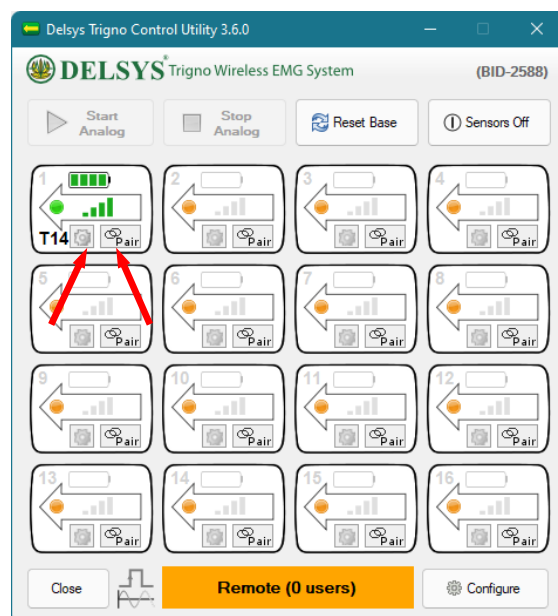 Delsys Trigno Control Utility 3.6.0
DELSYS® Trigno Wireless EMG System (BID-2588)
Start Analog
Stop Analog
Reset Base
Sensors Off
1 2 3 4
T14 Pair Pair Pair Pair
5 6 7 8
Pair Pair Pair Pair
9 10 11 12
Pair Pair Pair Pair
13 14 15 16
Pair Pair Pair Pair
Close Remote (0 users) Configure